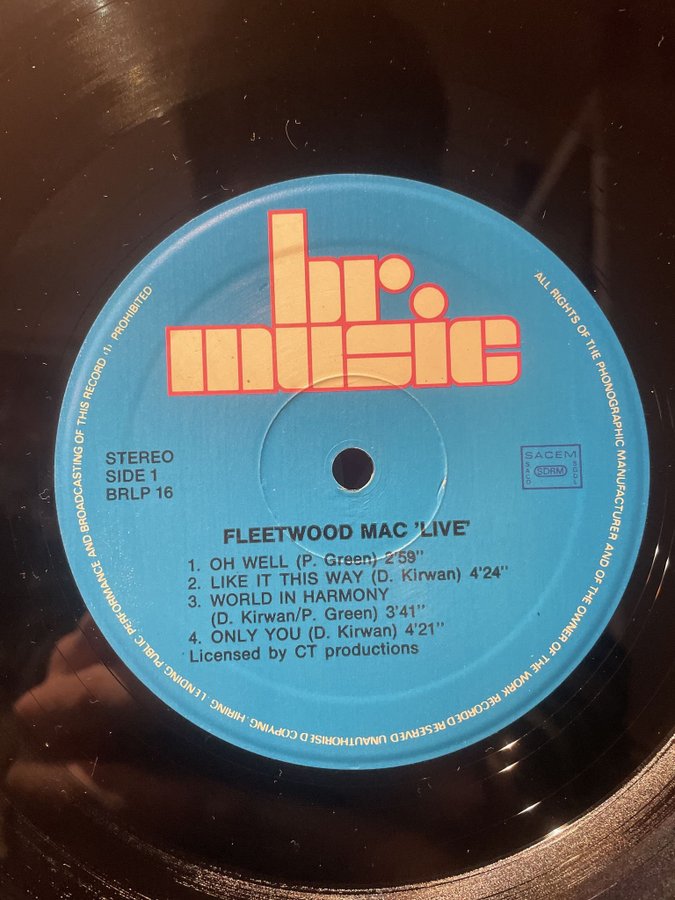 br.
music
STEREO
SIDE 1
BRLP 16
SACEM
SACD
SDRM
SGDL
FLEETWOOD MAC 'LIVE'
1. OH WELL (P. Green) 2'59"
2. LIKE IT THIS WAY (D. Kirwan) 4'24"
3. WORLD IN HARMONY
(D. Kirwan/P. Green) 3'41"
4. ONLY YOU (D. Kirwan) 4'21"
Licensed by CT productions
ALL RIGHTS OF THE PHONOGRAPHIC MANUFACTURER AND OF THE OWNER OF THE WORK RECORDED RESERVED UNAUTHORISED COPYING. HIRING. LENDING PUBLIC PERFORMANCE AND BROADCASTING OF THIS RECORD (1) PROHIBITED